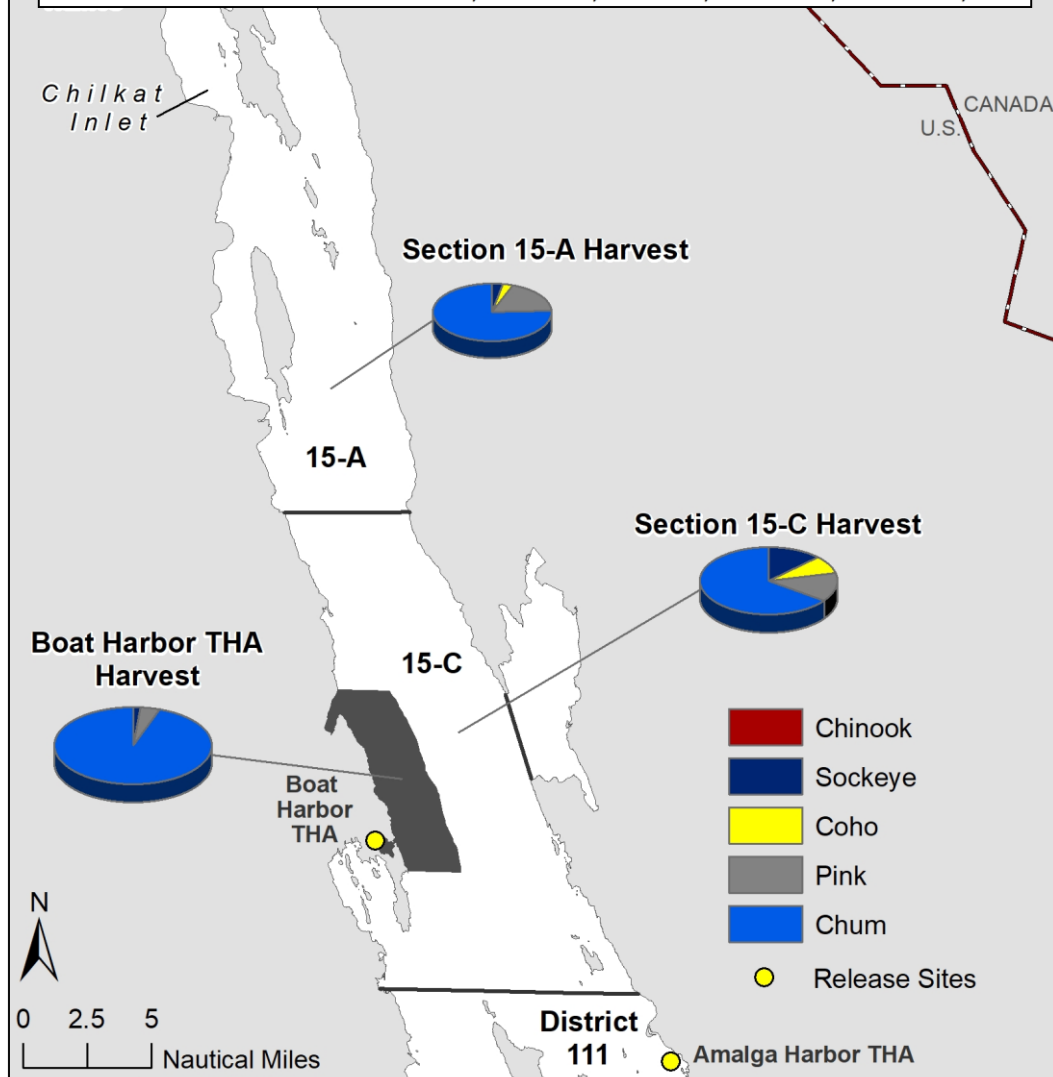 Chilkat
Inlet
CANADA
U.S.
Section 15-A Harvest
15-A
Section 15-C Harvest
Boat Harbor THA
Harvest
15-C
Boat
Harbor
THA
Chinook
Sockeye
Coho
Pink
Chum
Release Sites
N
0 2.5 5
Nautical Miles
District
111
Amalga Harbor THA